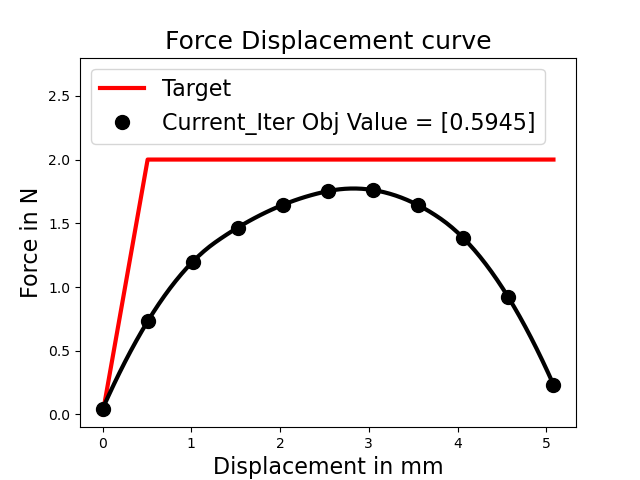 Force Displacement curve
Target
Current_Iter Obj Value = [0.5945]
2.5
2.0
1.5
1.0
0.5
0.0
Force in N
0 1 2 3 4 5
Displacement in mm